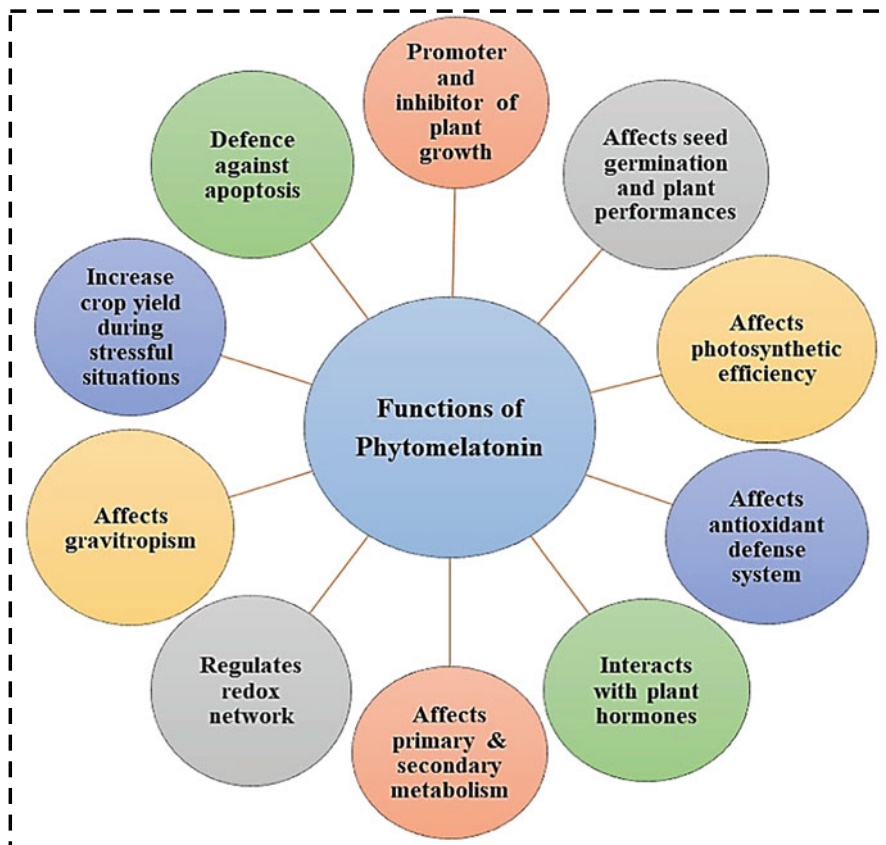 Promoter
and
inhibitor of
plant
growth
Affects seed
germination
and plant
performances
Affects
photosynthetic
efficiency
Affects
antioxidant
defense
system
Interacts
with plant
hormones
Affects
primary &
secondary
metabolism
Regulates
redox
network
Affects
gravitropism
Increase
crop yield
during
stressful
situations
Defence
against
apoptosis
Functions of
Phytomelatonin